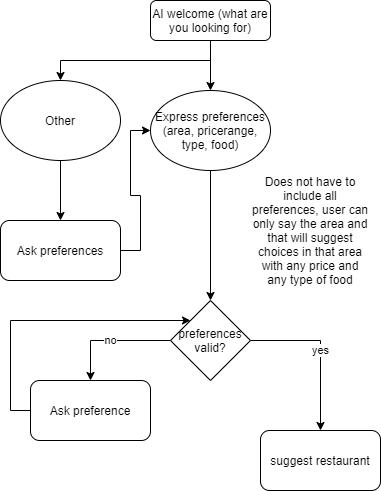 AI welcome (what are
you looking for)
Other
Express preferences
(area, pricerange,
type, food)
Ask preferences
Does not have to
include all
preferences, user can
only say the area and
that will suggest
choices in that area
with any price and
any type of food
preferences
valid?
no
yes
Ask preference
suggest restaurant